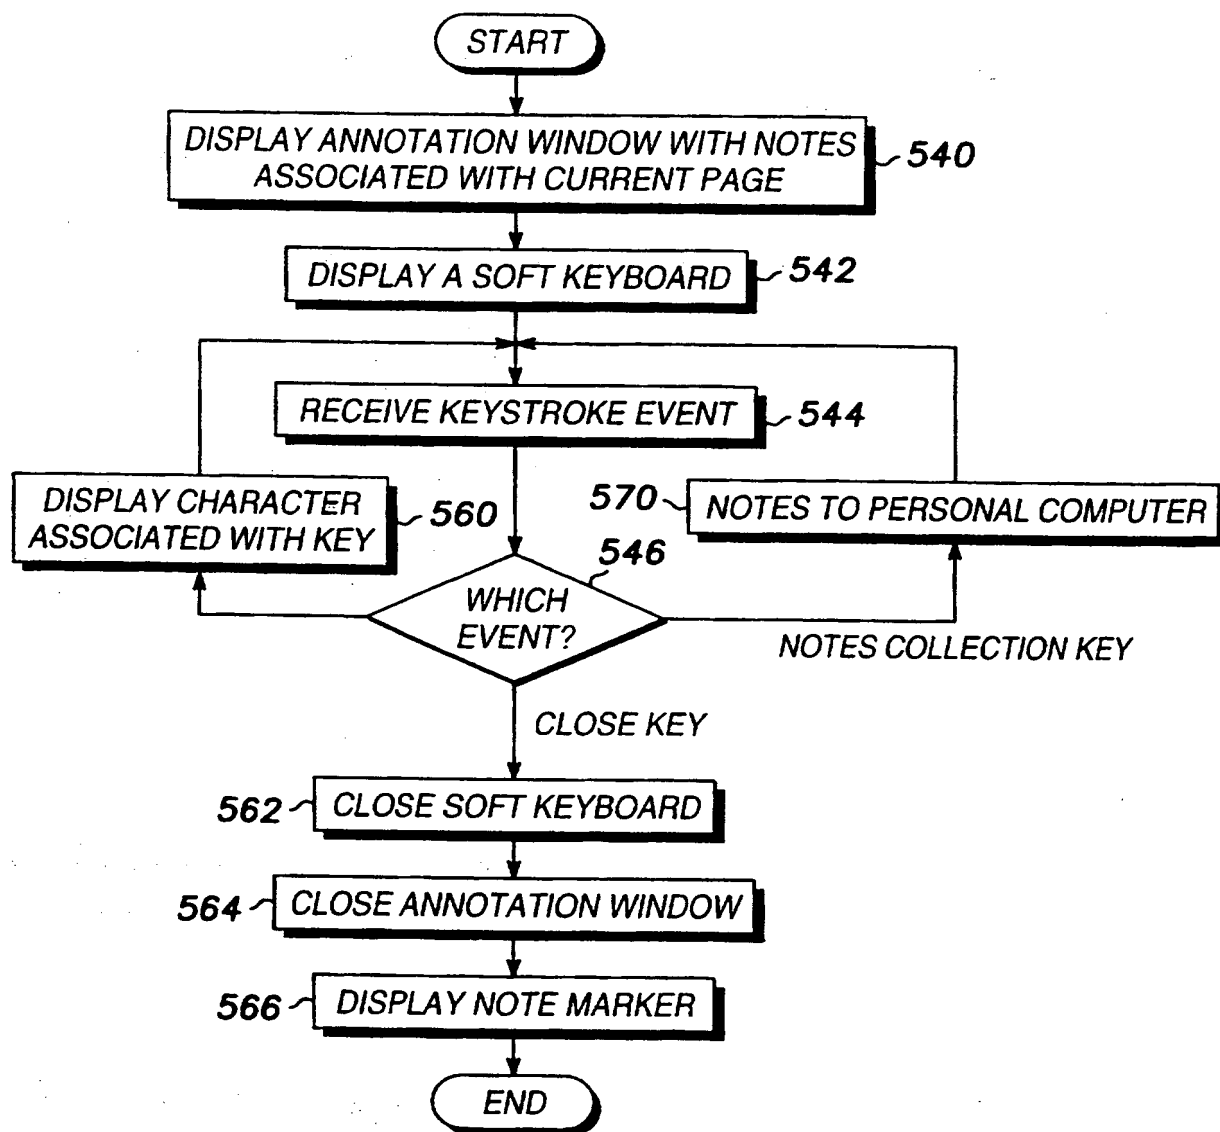 START
DISPLAY ANNOTATION WINDOW WITH NOTES
ASSOCIATED WITH CURRENT PAGE
540
DISPLAY A SOFT KEYBOARD
542
RECEIVE KEYSTROKE EVENT
544
DISPLAY CHARACTER
ASSOCIATED WITH KEY
560
570
NOTES TO PERSONAL COMPUTER
546
WHICH
EVENT?
NOTES COLLECTION KEY
CLOSE KEY
562
CLOSE SOFT KEYBOARD
564
CLOSE ANNOTATION WINDOW
566
DISPLAY NOTE MARKER
END